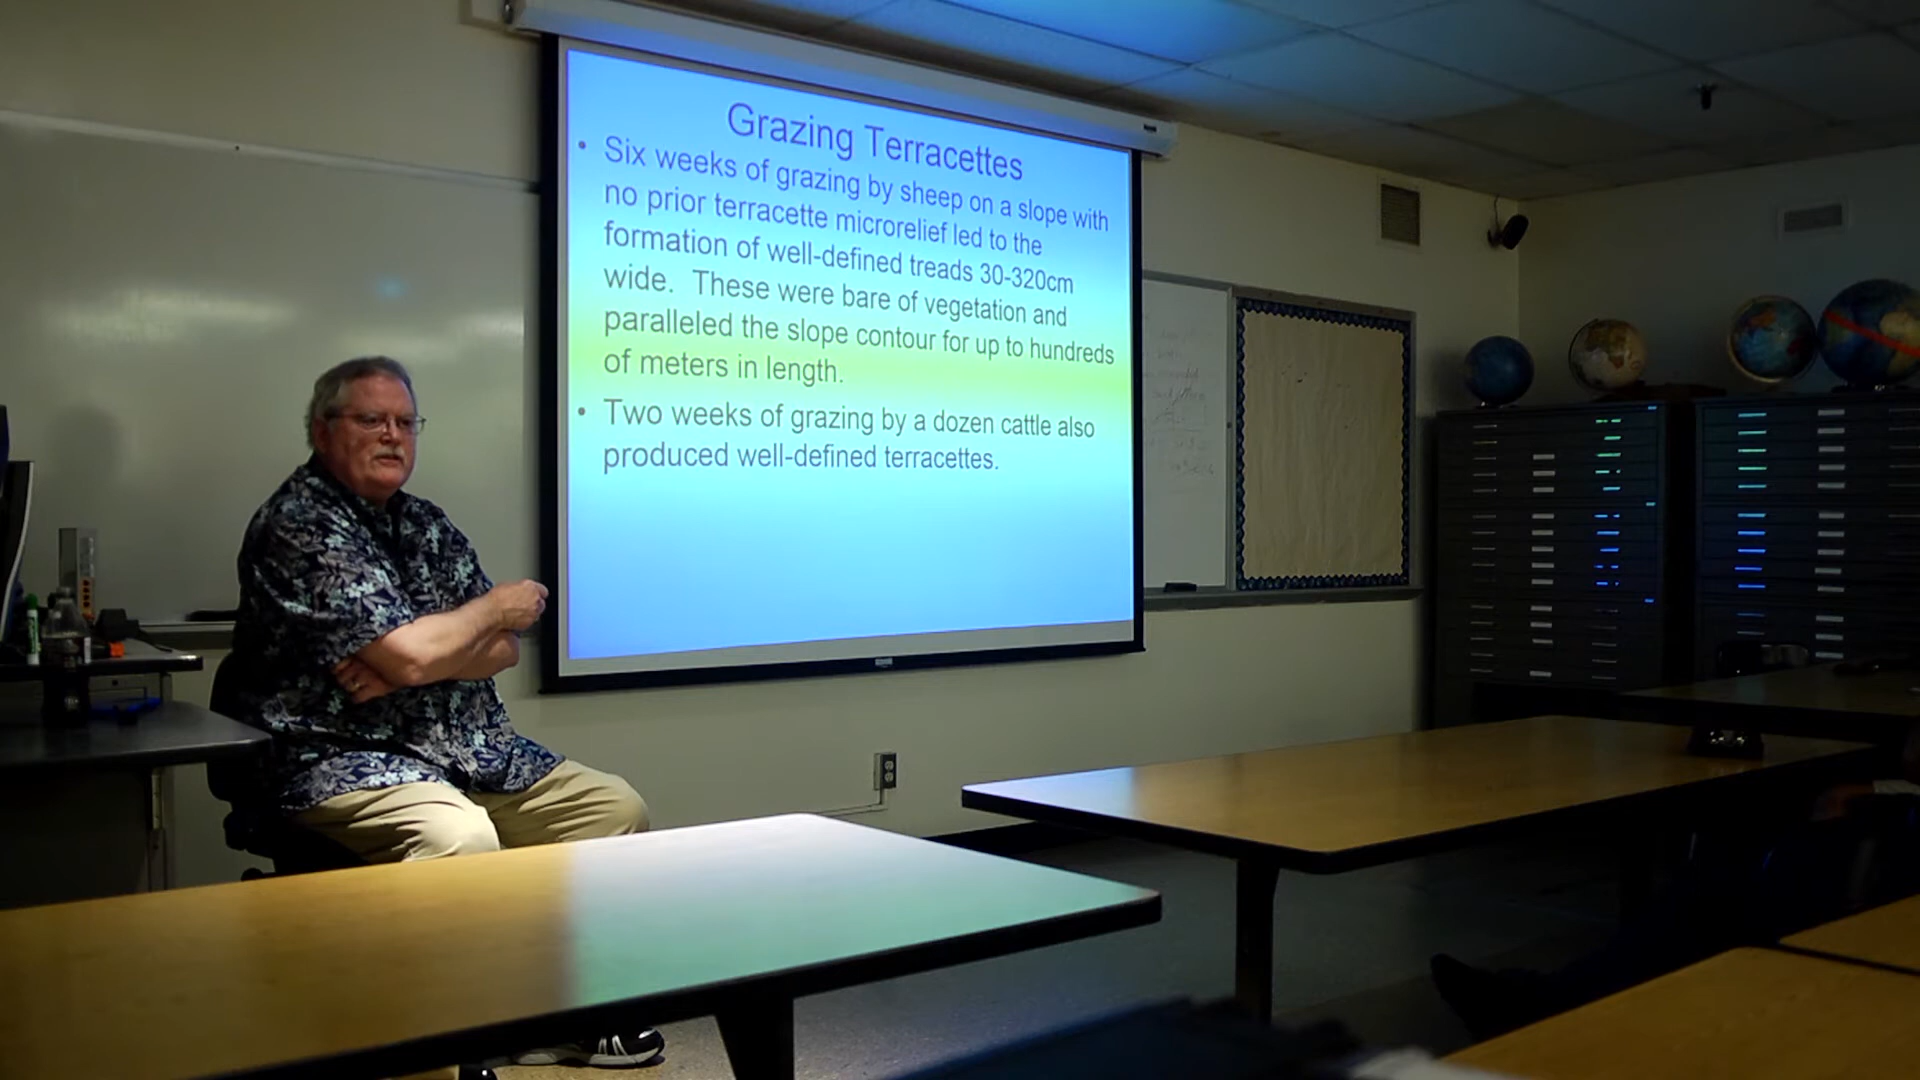 Grazing Terracettes
• Six weeks of grazing by sheep on a slope with
no prior terracette microrelief led to the
formation of well-defined treads 30-320cm
wide. These were bare of vegetation and
paralleled the slope contour for up to hundreds
of meters in length.
• Two weeks of grazing by a dozen cattle also
produced well-defined terracettes.